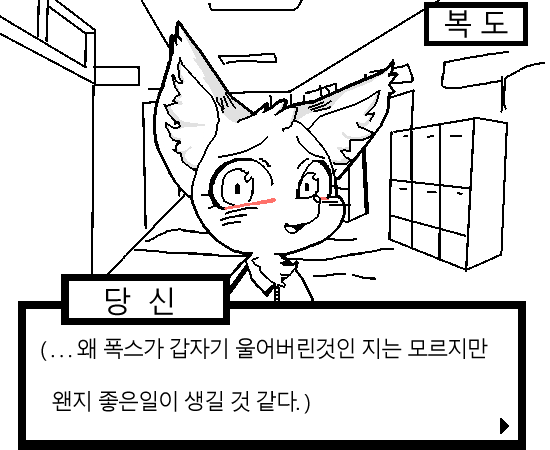 복도
당신
(...왜 폭스가 갑자기 울어버린것인 지는 모르지만
왠지 좋은일이 생길 것 같다.)